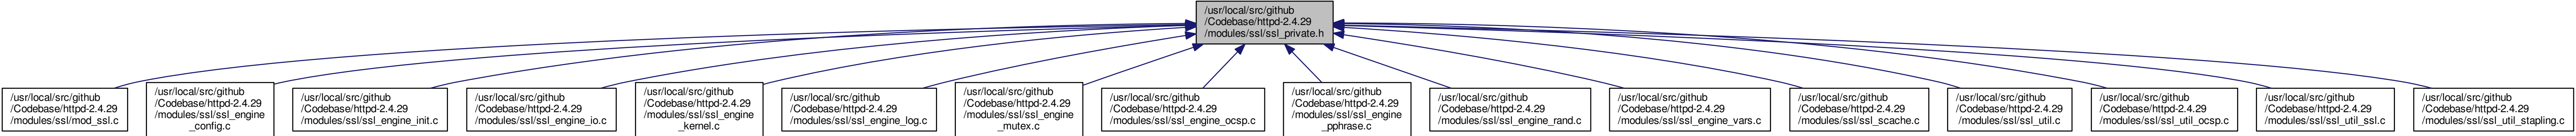 /usr/local/src/github
/Codebase/httpd-2.4.29
/modules/ssl/ssl_private.h
/usr/local/src/github
/Codebase/httpd-2.4.29
/modules/ssl/mod_ssl.c
/usr/local/src/github
/Codebase/httpd-2.4.29
/modules/ssl/ssl_engine
_config.c
/usr/local/src/github
/Codebase/httpd-2.4.29
/modules/ssl/ssl_engine_init.c
/usr/local/src/github
/Codebase/httpd-2.4.29
/modules/ssl/ssl_engine_io.c
/usr/local/src/github
/Codebase/httpd-2.4.29
/modules/ssl/ssl_engine
_kernel.c
/usr/local/src/github
/Codebase/httpd-2.4.29
/modules/ssl/ssl_engine_log.c
/usr/local/src/github
/Codebase/httpd-2.4.29
/modules/ssl/ssl_engine
_mutex.c
/usr/local/src/github
/Codebase/httpd-2.4.29
/modules/ssl/ssl_engine_ocsp.c
/usr/local/src/github
/Codebase/httpd-2.4.29
/modules/ssl/ssl_engine
_pphrase.c
/usr/local/src/github
/Codebase/httpd-2.4.29
/modules/ssl/ssl_engine_rand.c
/usr/local/src/github
/Codebase/httpd-2.4.29
/modules/ssl/ssl_engine_vars.c
/usr/local/src/github
/Codebase/httpd-2.4.29
/modules/ssl/ssl_scache.c
/usr/local/src/github
/Codebase/httpd-2.4.29
/modules/ssl/ssl_util.c
/usr/local/src/github
/Codebase/httpd-2.4.29
/modules/ssl/ssl_util_ocsp.c
/usr/local/src/github
/Codebase/httpd-2.4.29
/modules/ssl/ssl_util_ssl.c
/usr/local/src/github
/Codebase/httpd-2.4.29
/modules/ssl/ssl_util_stapling.c